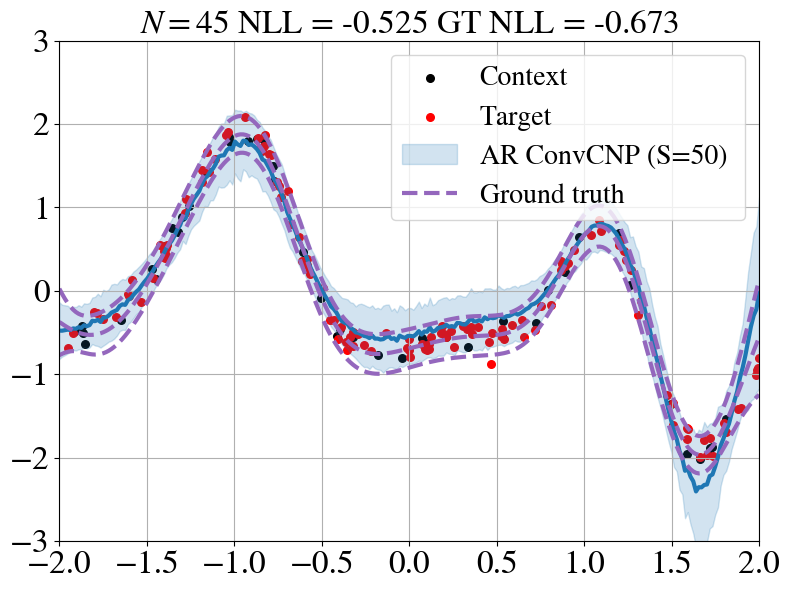 N = 45 NLL = -0.525 GT NLL = -0.673
Context
Target
AR ConvCNP (S=50)
Ground truth
3
2
1
0
−1
−2
−3
−2.0 −1.5 −1.0 −0.5 0.0 0.5 1.0 1.5 2.0